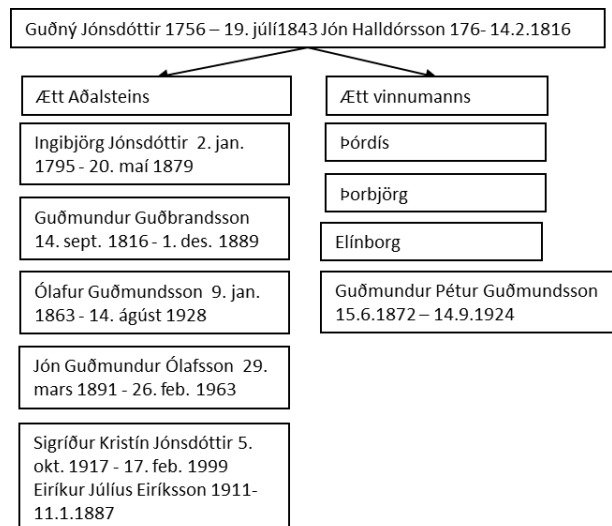 Guðný Jónsdóttir 1756 – 19. júlí1843 Jón Halldórsson 176- 14.2.1816
Ætt Aðalsteins
Ingibjörg Jónsdóttir  2. jan.
1795 - 20. maí 1879
Guðmundur Guðbrandsson
14. sept. 1816 - 1. des. 1889
Ólafur Guðmundsson  9. jan.
1863 - 14. ágúst 1928
Jón Guðmundur Ólafsson  29.
mars 1891 - 26. feb. 1963
Sigríður Kristín Jónsdóttir 5.
okt. 1917 - 17. feb. 1999
Eiríkur Júlíus Eiríksson 1911-
11.1.1887
Ætt vinnumanns
Þórdís
Þorbjörg
Elínborg
Guðmundur Pétur Guðmundsson
15.6.1872 – 14.9.1924